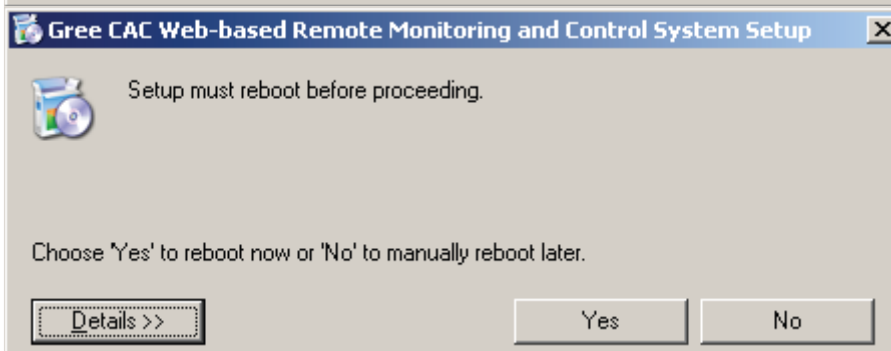 Gree CAC Web-based Remote Monitoring and Control System Setup
Setup must reboot before proceeding.
Choose 'Yes' to reboot now or 'No' to manually reboot later.
Details >>
Yes
No